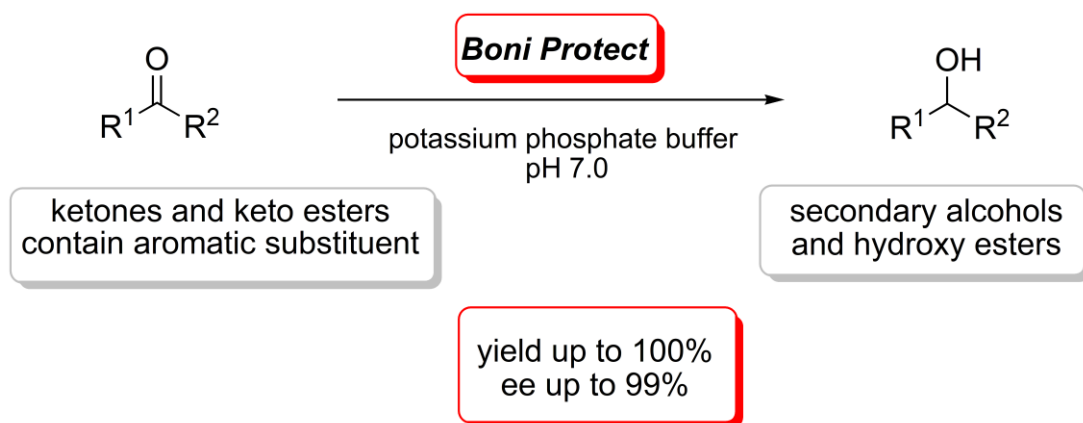 O
R¹ R²
Boni Protect
potassium phosphate buffer
pH 7.0
OH
R¹ R²
ketones and keto esters
contain aromatic substituent
secondary alcohols
and hydroxy esters
yield up to 100%
ee up to 99%